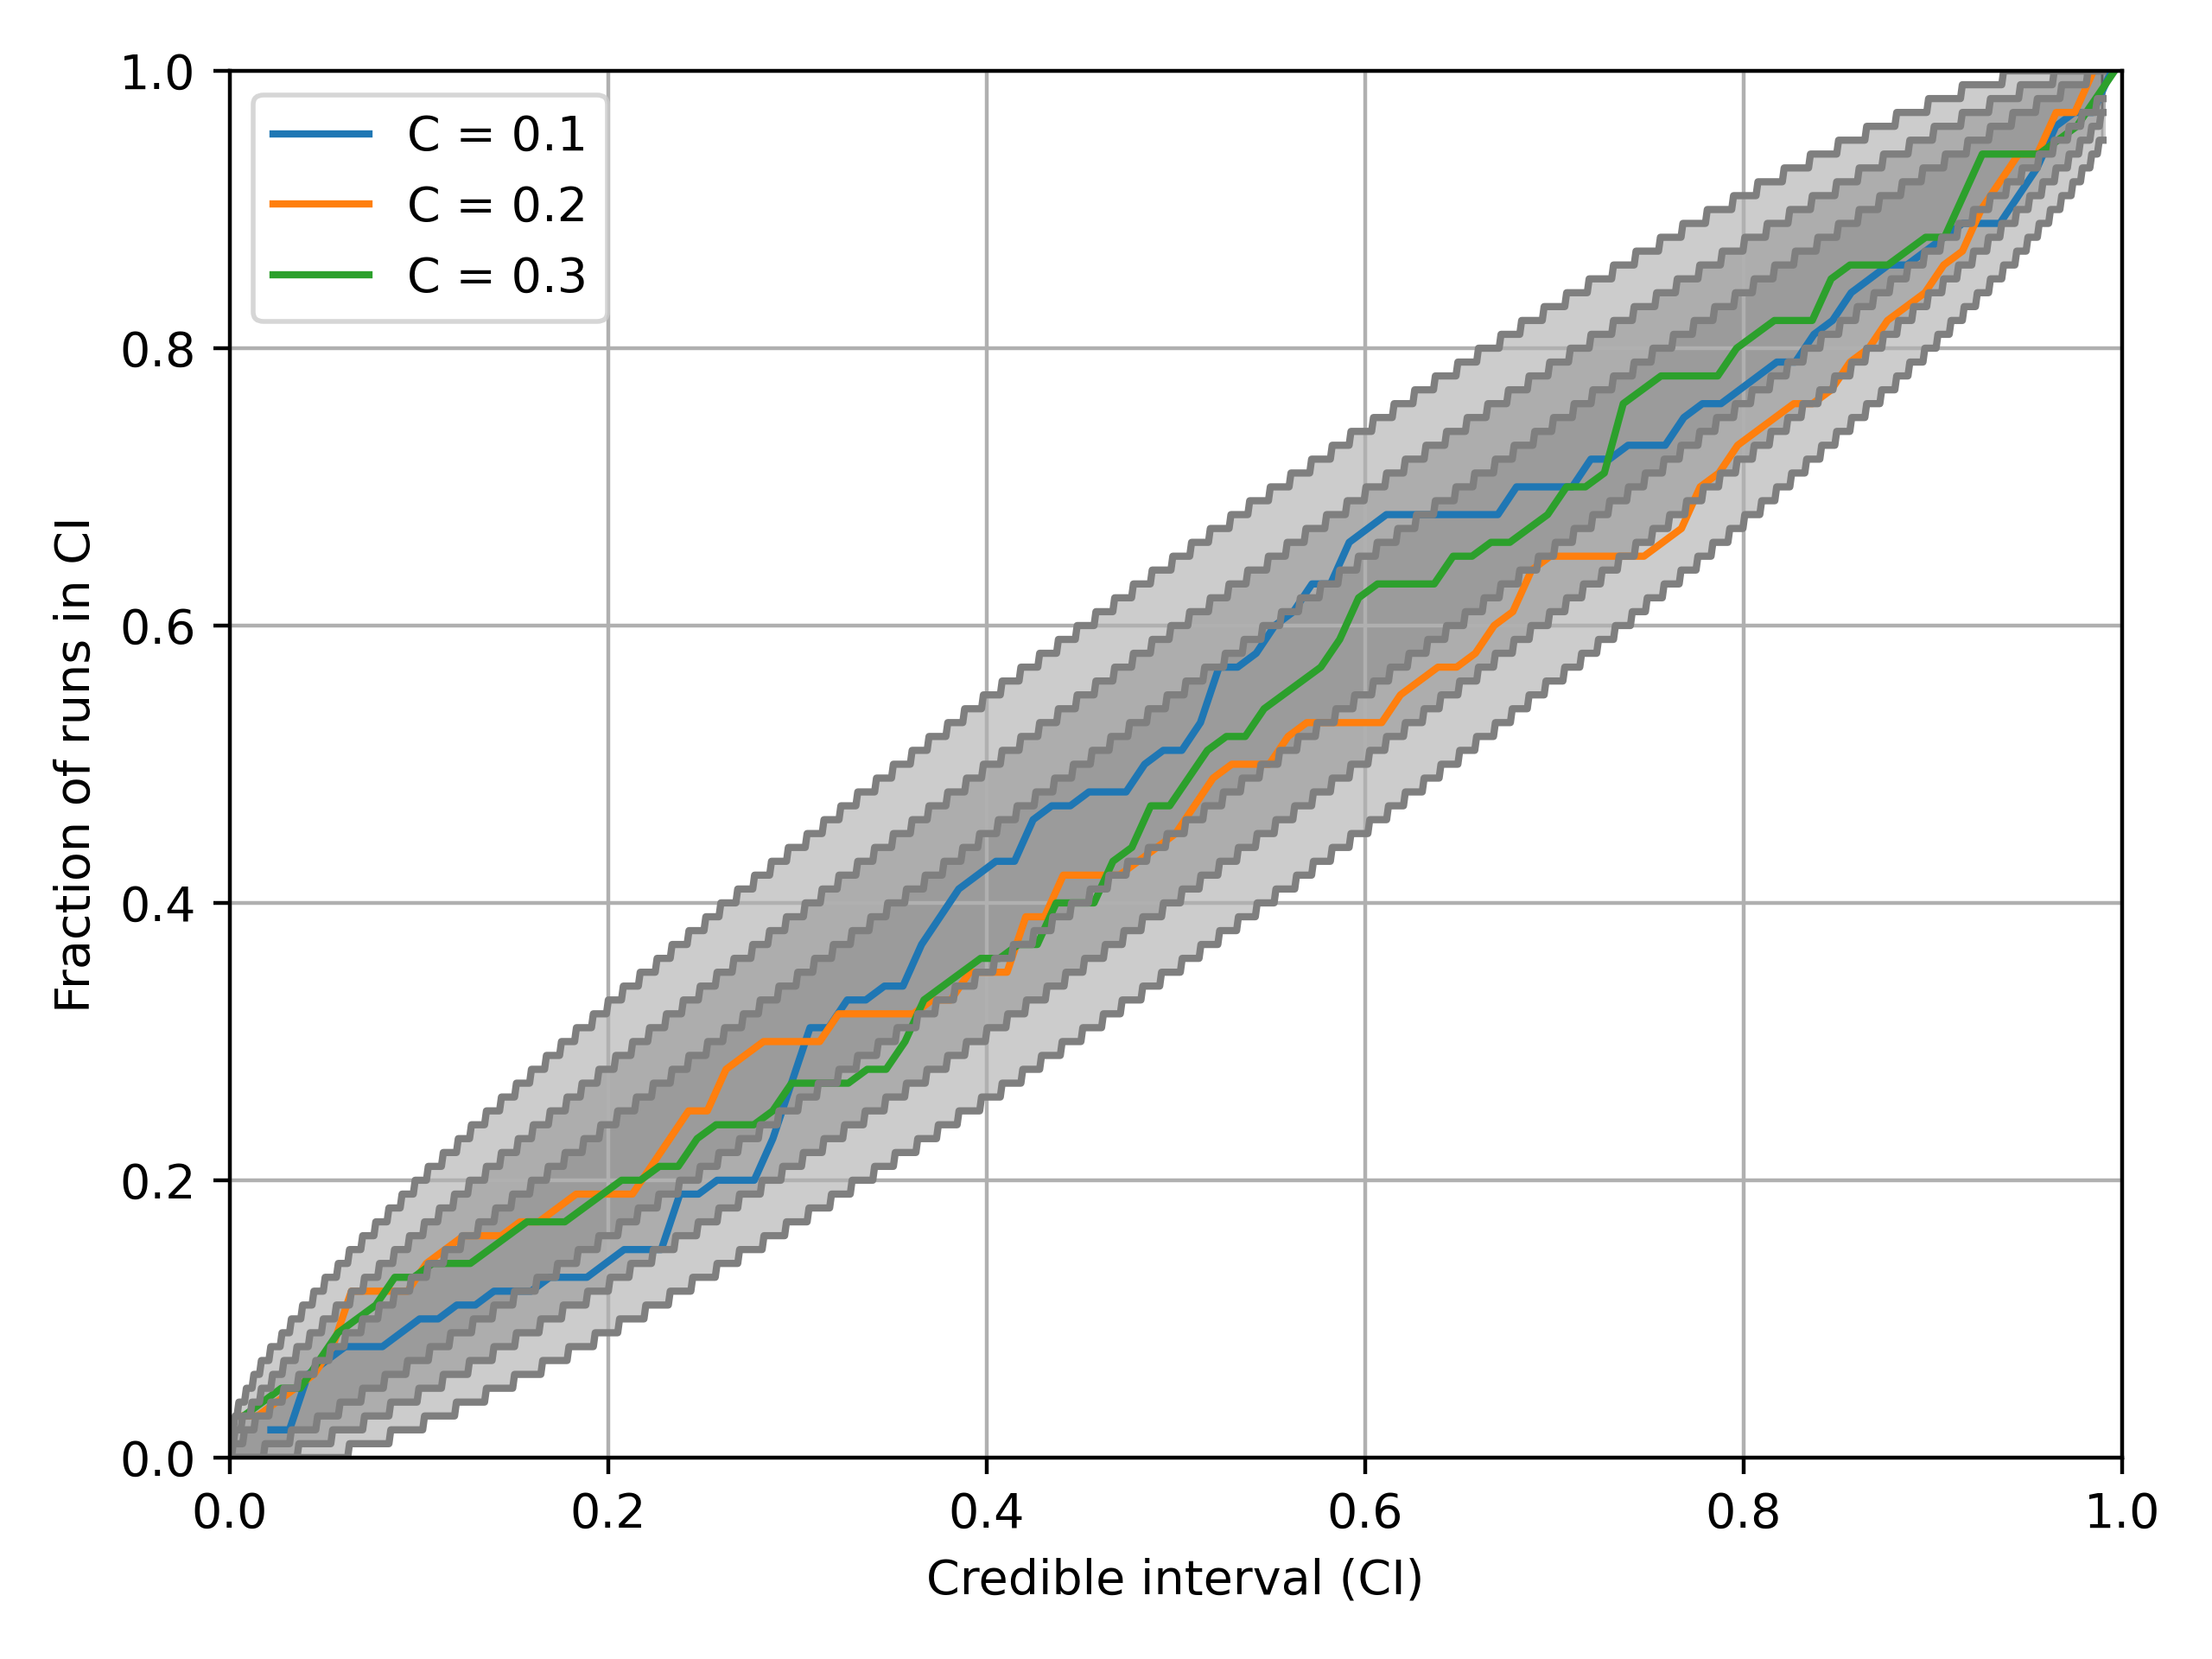 C = 0.1
C = 0.2
C = 0.3
1.0
0.8
0.6
0.4
0.2
0.0
Fraction of runs in CI
0.0 0.2 0.4 0.6 0.8 1.0
Credible interval (CI)